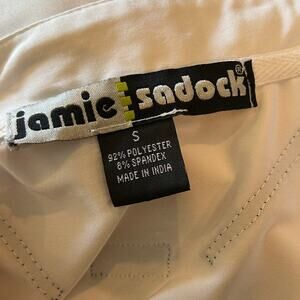 jamie sadock®
S
92% POLYESTER
8% SPANDEX
MADE IN INDIA